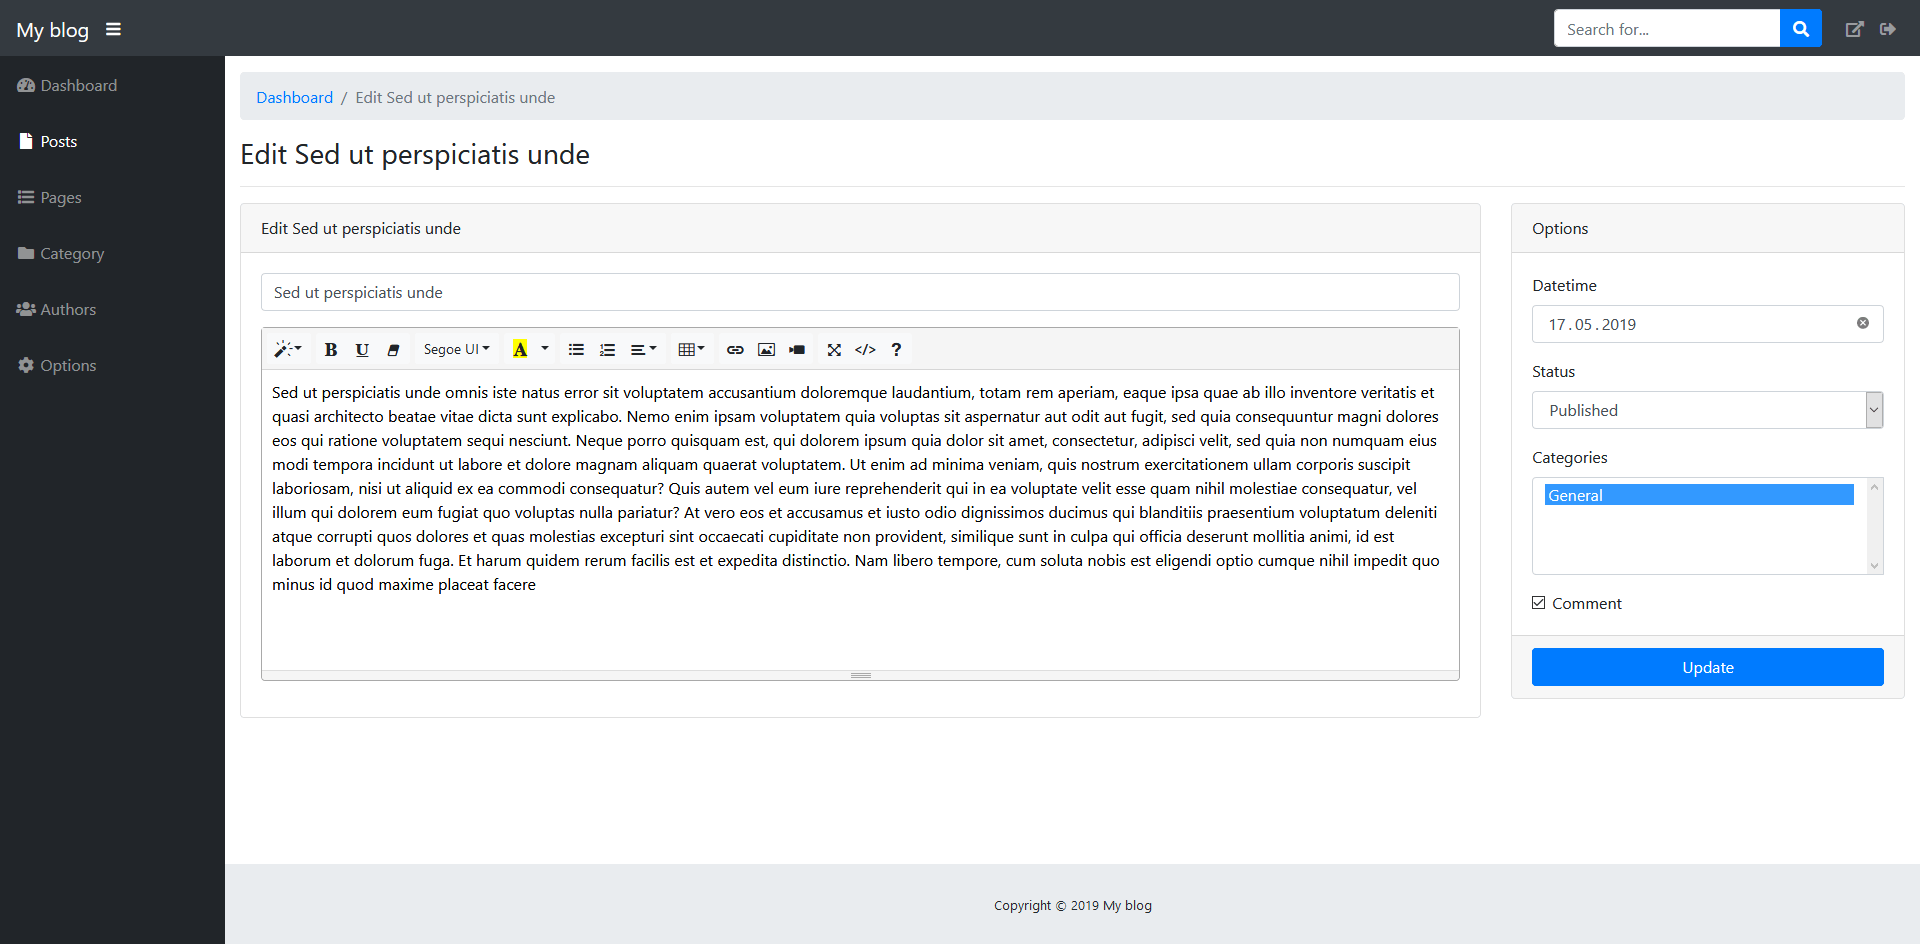 My blog
Search for...
Dashboard
Posts
Pages
Category
Authors
Options
Dashboard / Edit Sed ut perspiciatis unde
Edit Sed ut perspiciatis unde
Edit Sed ut perspiciatis unde
Sed ut perspiciatis unde
B U Segoe UI A </> ?
Sed ut perspiciatis unde omnis iste natus error sit voluptatem accusantium doloremque laudantium, totam rem aperiam, eaque ipsa quae ab illo inventore veritatis et
quasi architecto beatae vitae dicta sunt explicabo. Nemo enim ipsam voluptatem quia voluptas sit aspernatur aut odit aut fugit, sed quia consequuntur magni dolores
eos qui ratione voluptatem sequi nesciunt. Neque porro quisquam est, qui dolorem ipsum quia dolor sit amet, consectetur, adipisci velit, sed quia non numquam eius
modi tempora incidunt ut labore et dolore magnam aliquam quaerat voluptatem. Ut enim ad minima veniam, quis nostrum exercitationem ullam corporis suscipit
laboriosam, nisi ut aliquid ex ea commodi consequatur? Quis autem vel eum iure reprehenderit qui in ea voluptate velit esse quam nihil molestiae consequatur, vel
illum qui dolorem eum fugiat quo voluptas nulla pariatur? At vero eos et accusamus et iusto odio dignissimos ducimus qui blanditiis praesentium voluptatum deleniti
atque corrupti quos dolores et quas molestias excepturi sint occaecati cupiditate non provident, similique sunt in culpa qui officia deserunt mollitia animi, id est
laborum et dolorum fuga. Et harum quidem rerum facilis est et expedita distinctio. Nam libero tempore, cum soluta nobis est eligendi optio cumque nihil impedit quo
minus id quod maxime placeat facere
Options
Datetime
17.05.2019
Status
Published
Categories
General
Comment
Update
Copyright © 2019 My blog